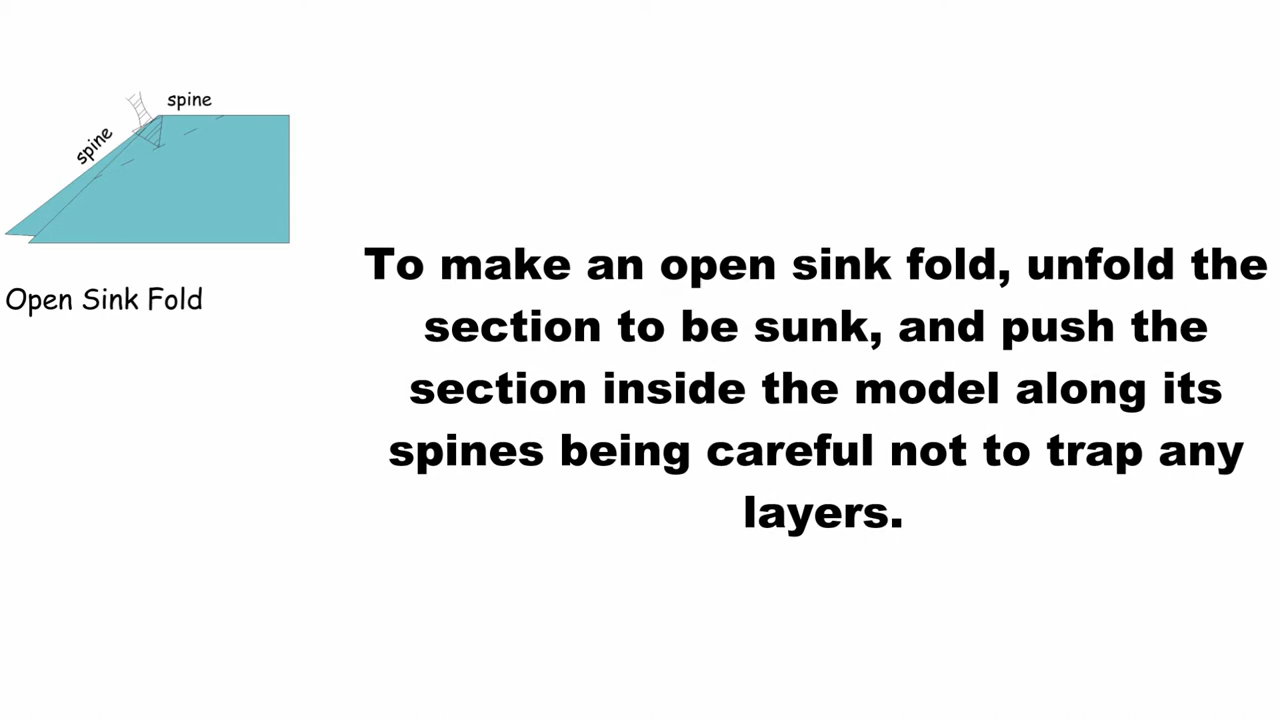 spine
spine
Open Sink Fold
To make an open sink fold, unfold the
section to be sunk, and push the
section inside the model along its
spines being careful not to trap any
layers.